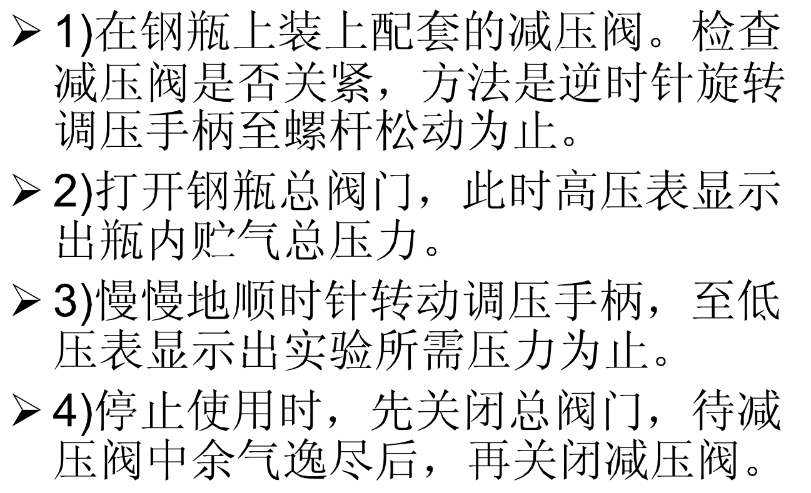 ➢ 1)在钢瓶上装上配套的减压阀。检查
减压阀是否关紧，方法是逆时针旋转
调压手柄至螺杆松动为止。
➢ 2)打开钢瓶总阀门，此时高压表显示
出瓶内贮气总压力。
➢ 3)慢慢地顺时针转动调压手柄，至低
压表显示出实验所需压力为止。
➢ 4)停止使用时，先关闭总阀门，待减
压阀中余气逸尽后，再关闭减压阀。